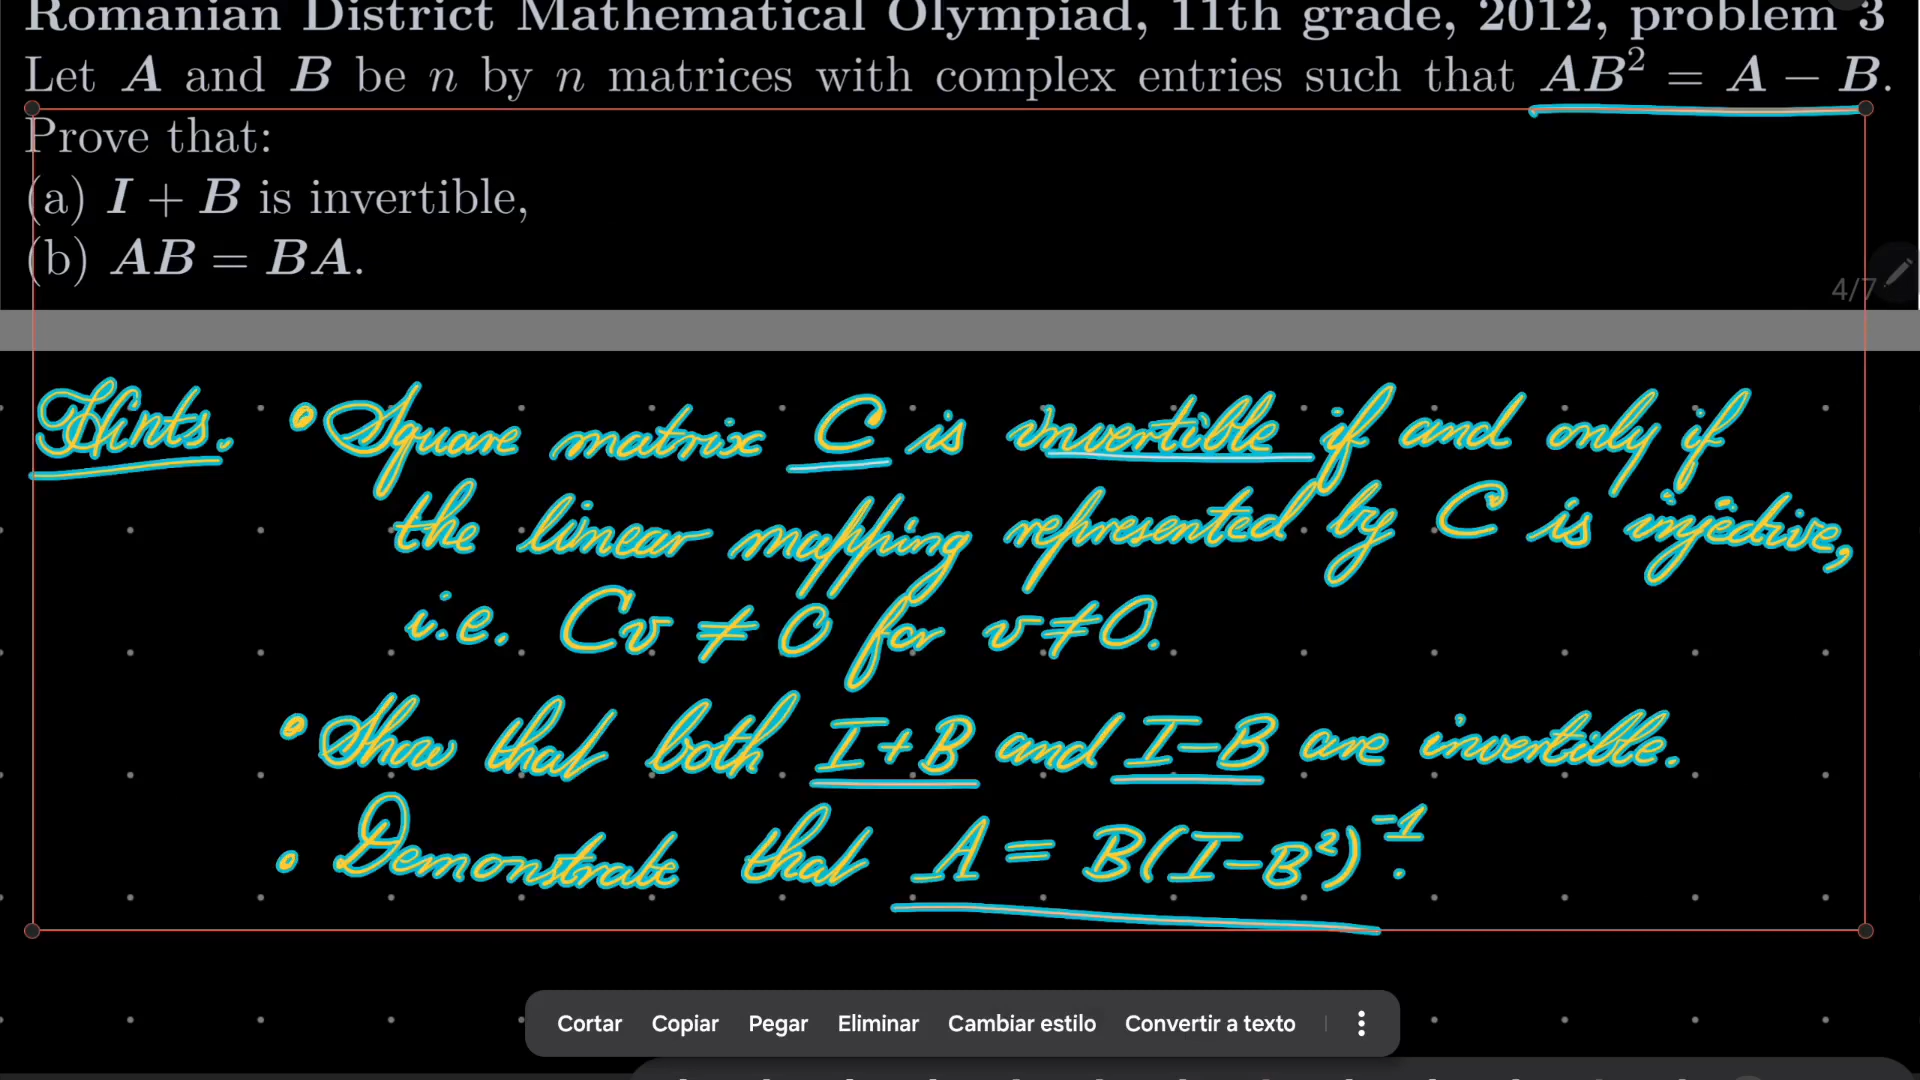 Romanian District Mathematical Olympiad, 11th grade, 2012, problem 3
Let A and B be n by n matrices with complex entries such that AB² = A − B.
Prove that:
(a) I + B is invertible,
(b) AB = BA.
4/7
Hints. • Square matrix C is invertible if and only if
the linear mapping represented by C is injective,
i.e. Cv ≠ 0 for v ≠ 0.
• Show that both I+B and I−B are invertible.
• Demonstrate that A = B(I−B²)⁻¹.
Cortar Copiar Pegar Eliminar Cambiar estilo Convertir a texto